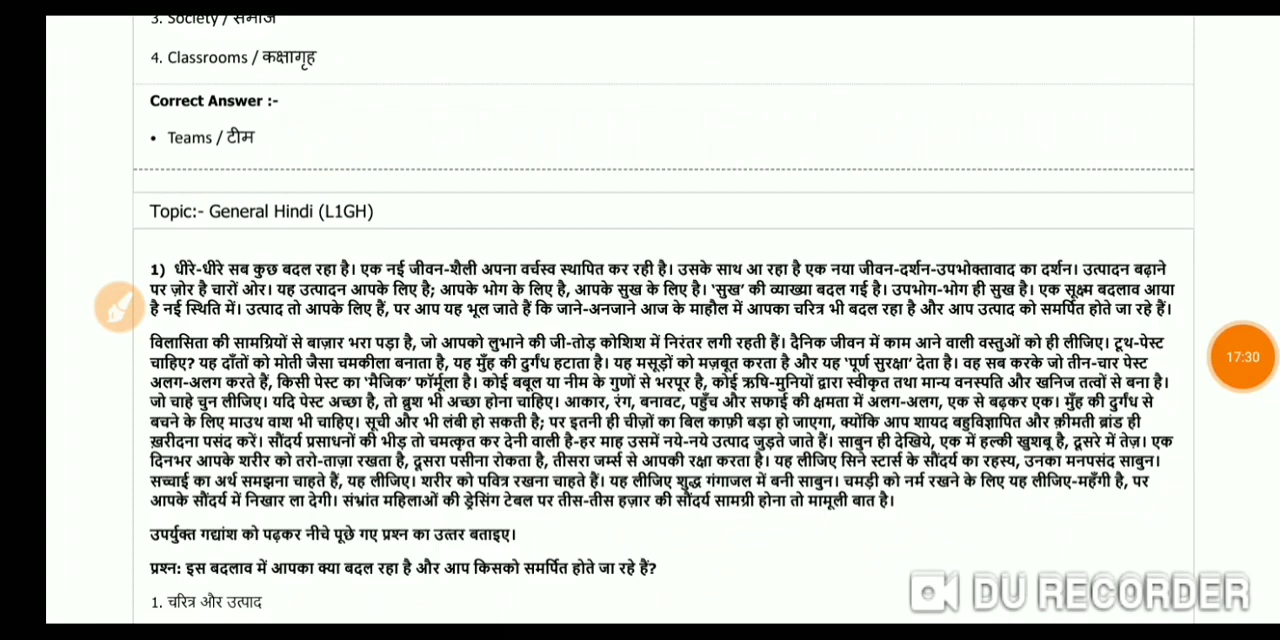 3. Society / समाज
4. Classrooms / कक्षागृह
Correct Answer :-
• Teams / टीम
Topic:- General Hindi (L1GH)
1) धीरे-धीरे सब कुछ बदल रहा है। एक नई जीवन-शैली अपना वर्चस्व स्थापित कर रही है। उसके साथ आ रहा है एक नया जीवन-दर्शन-उपभोक्तावाद का दर्शन। उत्पादन बढ़ाने
पर ज़ोर है चारों ओर। यह उत्पादन आपके लिए है; आपके भोग के लिए है, आपके सुख के लिए है। ‘सुख’ की व्याख्या बदल गई है। उपभोग-भोग ही सुख है। एक सूक्ष्म बदलाव आया
है नई स्थिति में। उत्पाद तो आपके लिए हैं, पर आप यह भूल जाते हैं कि जाने-अनजाने आज के माहौल में आपका चरित्र भी बदल रहा है और आप उत्पाद को समर्पित होते जा रहे हैं।
विलासिता की सामग्रियों से बाज़ार भरा पड़ा है, जो आपको लुभाने की जी-तोड़ कोशिश में निरंतर लगी रहती हैं। दैनिक जीवन में काम आने वाली वस्तुओं को ही लीजिए। टूथ-पेस्ट
चाहिए? यह दाँतों को मोती जैसा चमकीला बनाता है, यह मुँह की दुर्गंध हटाता है। यह मसूड़ों को मज़बूत करता है और यह ‘पूर्ण सुरक्षा’ देता है। वह सब करके जो तीन-चार पेस्ट
अलग-अलग करते हैं, किसी पेस्ट का ‘मैजिक’ फॉर्मूला है। कोई बबूल या नीम के गुणों से भरपूर है, कोई ऋषि-मुनियों द्वारा स्वीकृत तथा मान्य वनस्पति और खनिज तत्वों से बना है।
जो चाहे चुन लीजिए। यदि पेस्ट अच्छा है, तो ब्रुश भी अच्छा होना चाहिए। आकार, रंग, बनावट, पहुँच और सफाई की क्षमता में अलग-अलग, एक से बढ़कर एक। मुँह की दुर्गंध से
बचने के लिए माउथ वाश भी चाहिए। सूची और भी लंबी हो सकती है; पर इतनी ही चीज़ों का बिल काफ़ी बड़ा हो जाएगा, क्योंकि आप शायद बहुविज्ञापित और क़ीमती ब्रांड ही
ख़रीदना पसंद करें। सौंदर्य प्रसाधनों की भीड़ तो चमत्कृत कर देनी वाली है-हर माह उसमें नये-नये उत्पाद जुड़ते जाते हैं। साबुन ही देखिये, एक में हल्की खुशबू है, दूसरे में तेज़। एक
दिनभर आपके शरीर को तरो-ताज़ा रखता है, दूसरा पसीना रोकता है, तीसरा जर्म्स से आपकी रक्षा करता है। यह लीजिए सिने स्टार्स के सौंदर्य का रहस्य, उनका मनपसंद साबुन।
सच्चाई का अर्थ समझना चाहते हैं, यह लीजिए। शरीर को पवित्र रखना चाहते हैं। यह लीजिए शुद्ध गंगाजल में बनी साबुन। चमड़ी को नर्म रखने के लिए यह लीजिए-महँगी है, पर
आपके सौंदर्य में निखार ला देगी। संभ्रांत महिलाओं की ड्रेसिंग टेबल पर तीस-तीस हज़ार की सौंदर्य सामग्री होना तो मामूली बात है।
उपर्युक्त गद्यांश को पढ़कर नीचे पूछे गए प्रश्न का उत्तर बताइए।
प्रश्न: इस बदलाव में आपका क्या बदल रहा है और आप किसको समर्पित होते जा रहे हैं?
1. चरित्र और उत्पाद
17:30
DU RECORDER